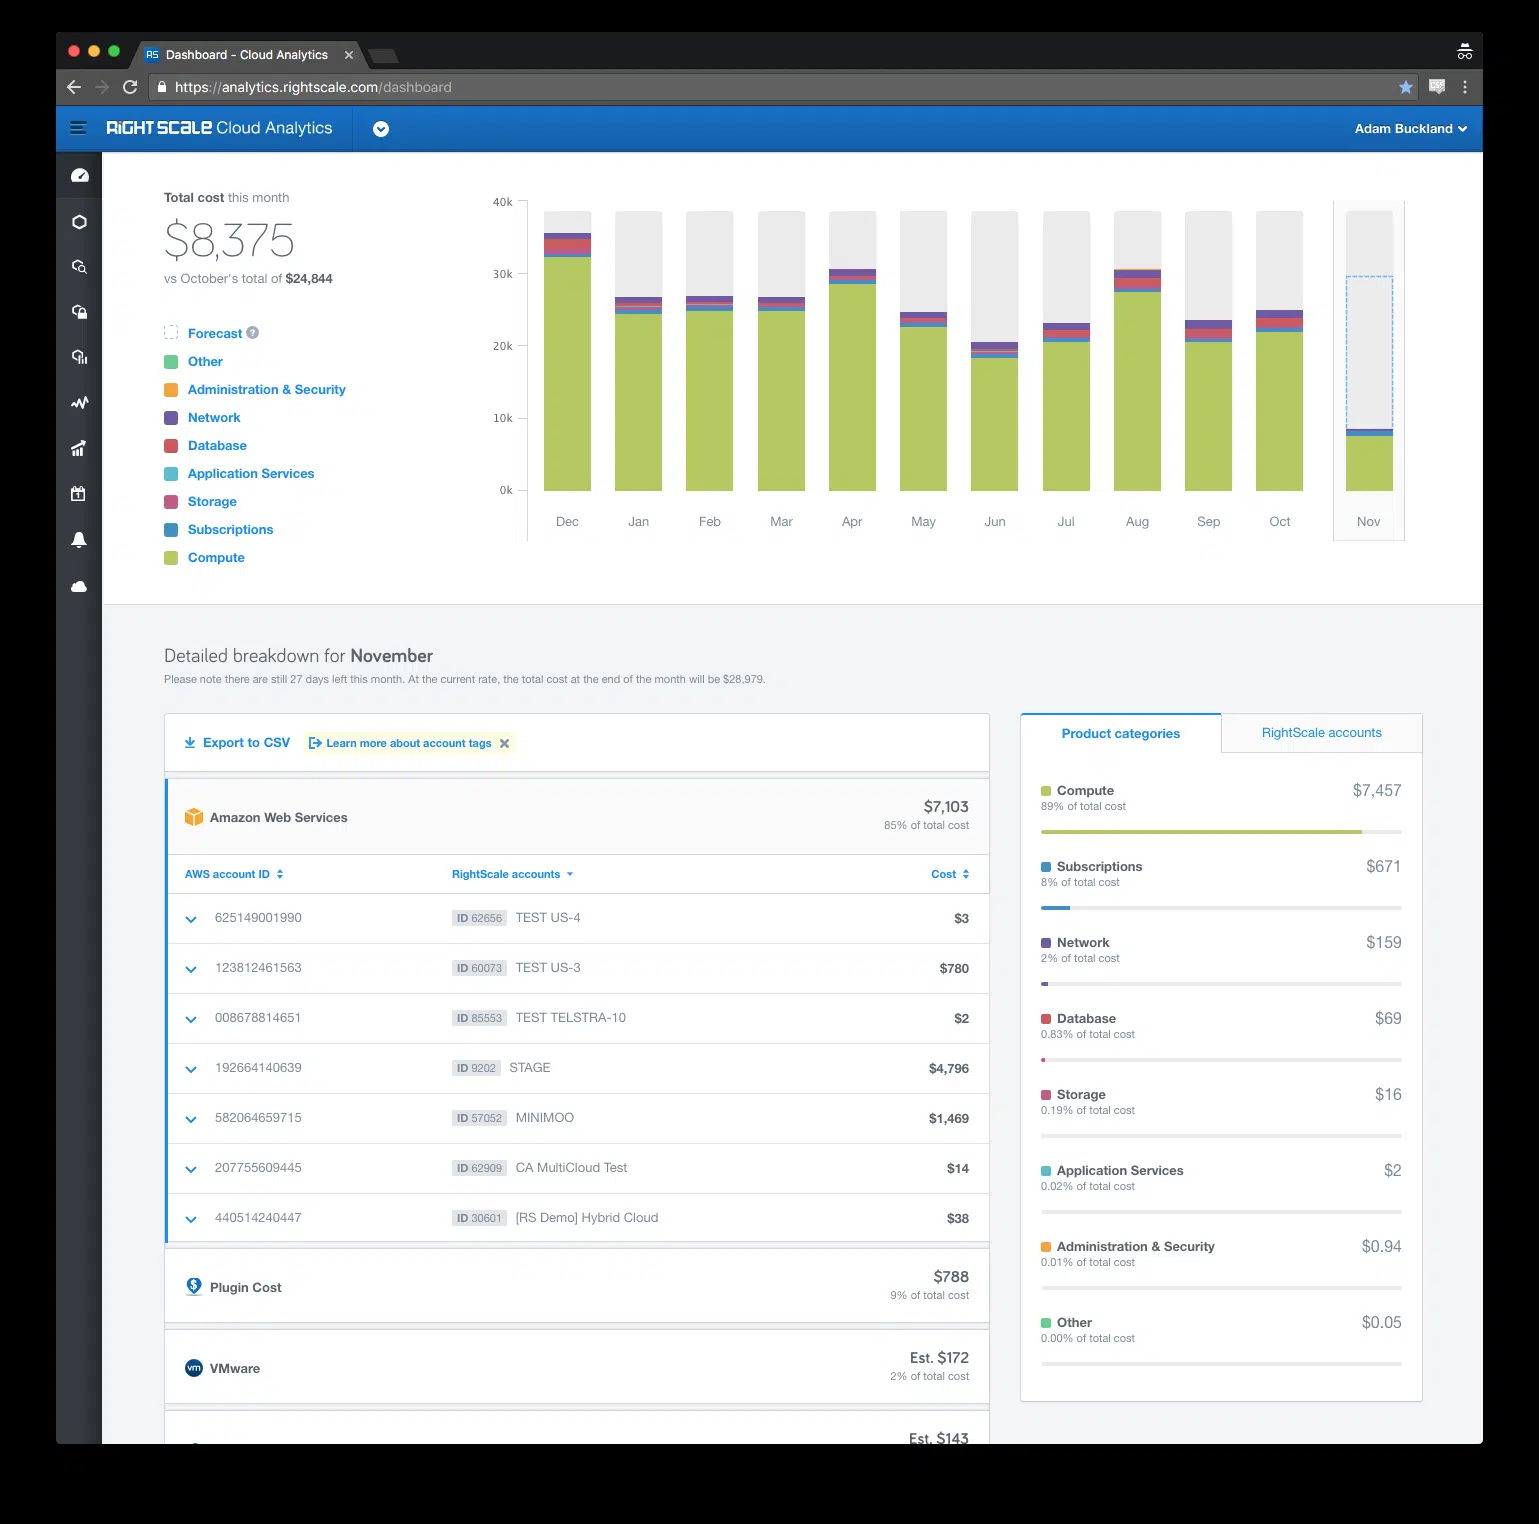 RS Dashboard - Cloud Analytics
https://analytics.rightscale.com/dashboard
RIGHTSCALE Cloud Analytics
Adam Buckland
Total cost this month
$8,375
vs October's total of $24,844
Forecast ?
Other
Administration & Security
Network
Database
Application Services
Storage
Subscriptions
Compute
40k
30k
20k
10k
0k
Dec Jan Feb Mar Apr May Jun Jul Aug Sep Oct Nov
Detailed breakdown for November
Please note there are still 27 days left this month. At the current rate, the total cost at the end of the month will be $28,979.
Export to CSV Learn more about account tags
Amazon Web Services
$7,103
85% of total cost
AWS account ID RightScale accounts Cost
625149001990 ID 62656 TEST US-4 $3
123812461563 ID 60073 TEST US-3 $780
008678814651 ID 85553 TEST TELSTRA-10 $2
192664140639 ID 9202 STAGE $4,796
582064659715 ID 57052 MINIMOO $1,469
207755609445 ID 62909 CA MultiCloud Test $14
440514240447 ID 30601 [RS Demo] Hybrid Cloud $38
$ Plugin Cost
$788
9% of total cost
vm VMware
Est. $172
2% of total cost
Est. $143
Product categories RightScale accounts
Compute $7,457
89% of total cost
Subscriptions $671
8% of total cost
Network $159
2% of total cost
Database $69
0.83% of total cost
Storage $16
0.19% of total cost
Application Services $2
0.02% of total cost
Administration & Security $0.94
0.01% of total cost
Other $0.05
0.00% of total cost